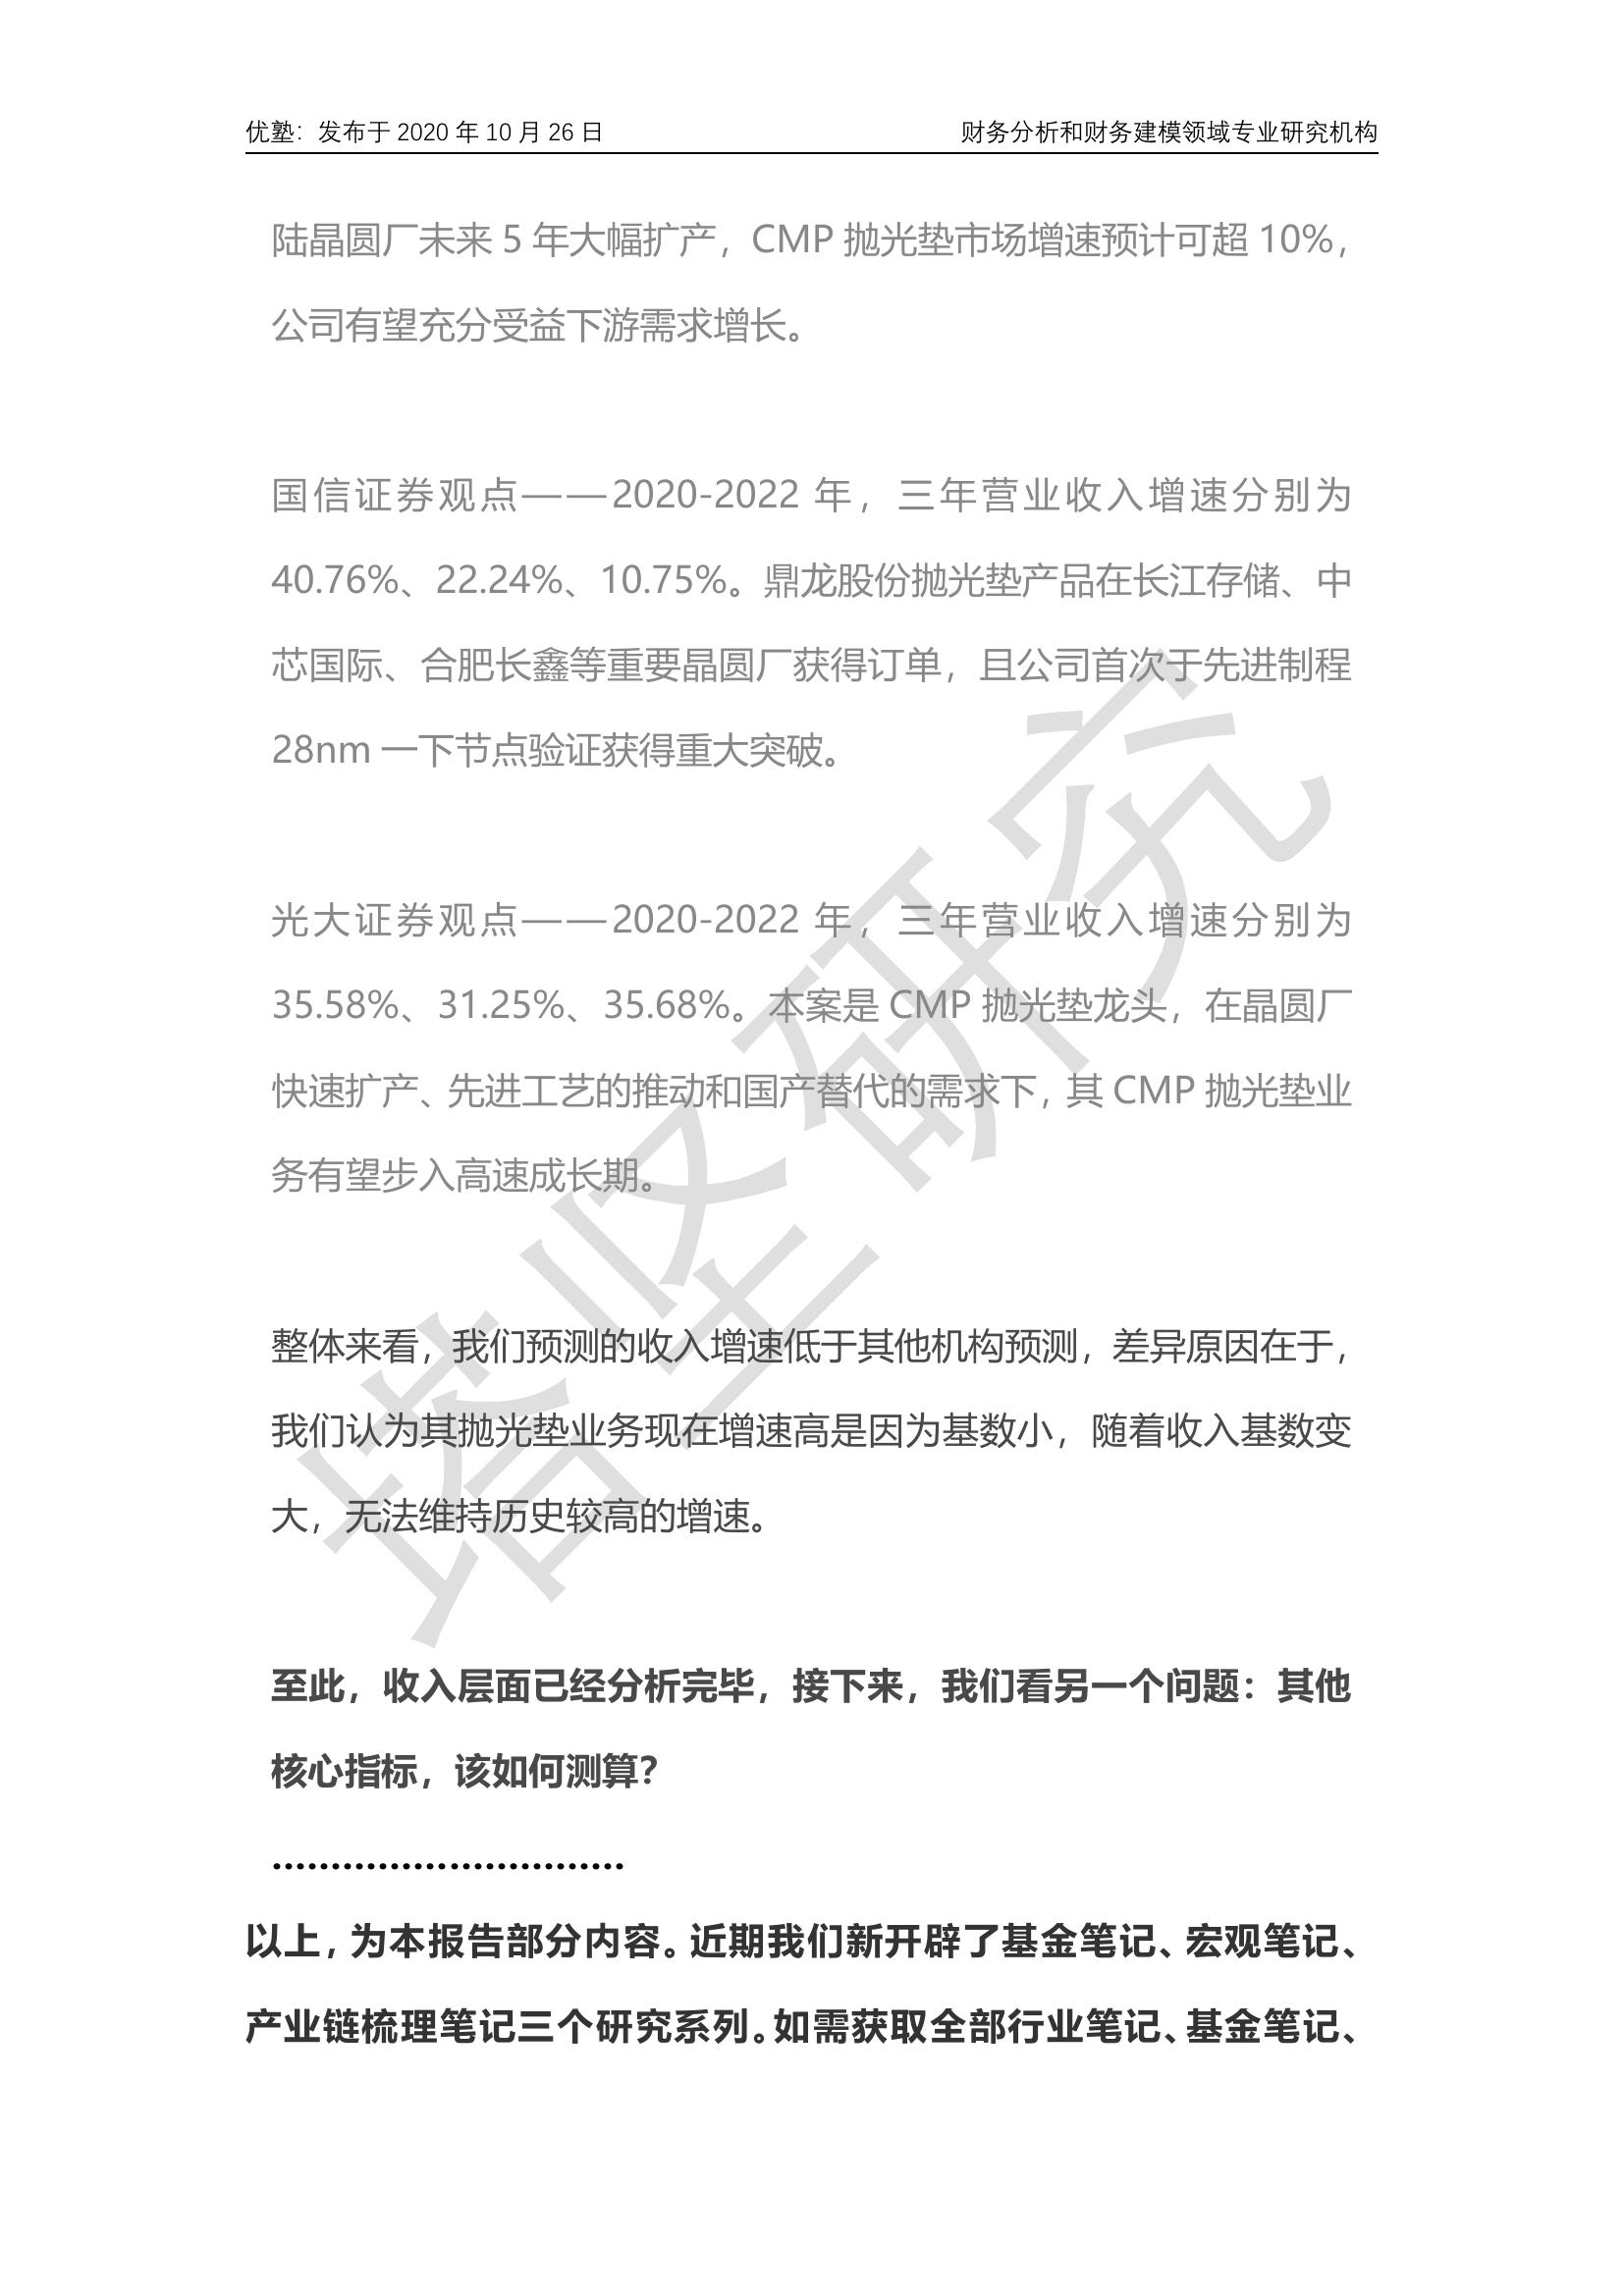 优塾：发布于 2020 年 10 月 26 日 财务分析和财务建模领域专业研究机构
陆晶圆厂未来 5 年大幅扩产，CMP 抛光垫市场增速预计可超 10%，
公司有望充分受益下游需求增长。
国信证券观点——2020-2022 年，三年营业收入增速分别为
40.76%、22.24%、10.75%。鼎龙股份抛光垫产品在长江存储、中
芯国际、合肥长鑫等重要晶圆厂获得订单，且公司首次于先进制程
28nm 一下节点验证获得重大突破。
光大证券观点——2020-2022 年，三年营业收入增速分别为
35.58%、31.25%、35.68%。本案是 CMP 抛光垫龙头，在晶圆厂
快速扩产、先进工艺的推动和国产替代的需求下，其 CMP 抛光垫业
务有望步入高速成长期。
整体来看，我们预测的收入增速低于其他机构预测，差异原因在于，
我们认为其抛光垫业务现在增速高是因为基数小，随着收入基数变
大，无法维持历史较高的增速。
至此，收入层面已经分析完毕，接下来，我们看另一个问题：其他
核心指标，该如何测算？
…………………………
以上，为本报告部分内容。近期我们新开辟了基金笔记、宏观笔记、
产业链梳理笔记三个研究系列。如需获取全部行业笔记、基金笔记、
塔坚研究